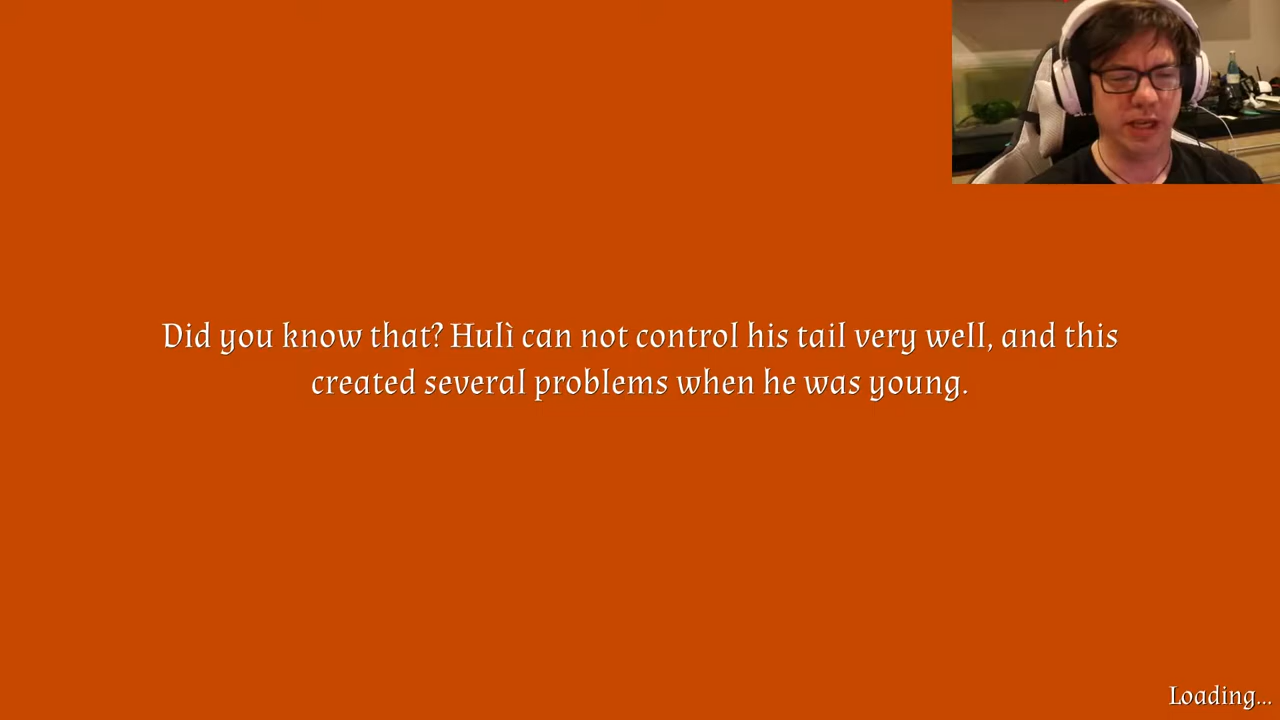 Did you know that? Hulì can not control his tail very well, and this
created several problems when he was young.
Loading...